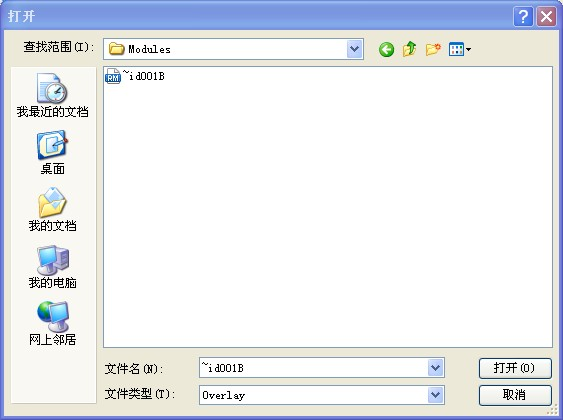 打开
查找范围(I):
Modules
RM
~id001B
我最近的文档
桌面
我的文档
我的电脑
网上邻居
文件名(N):
~id001B
打开(O)
文件类型(T):
Overlay
取消